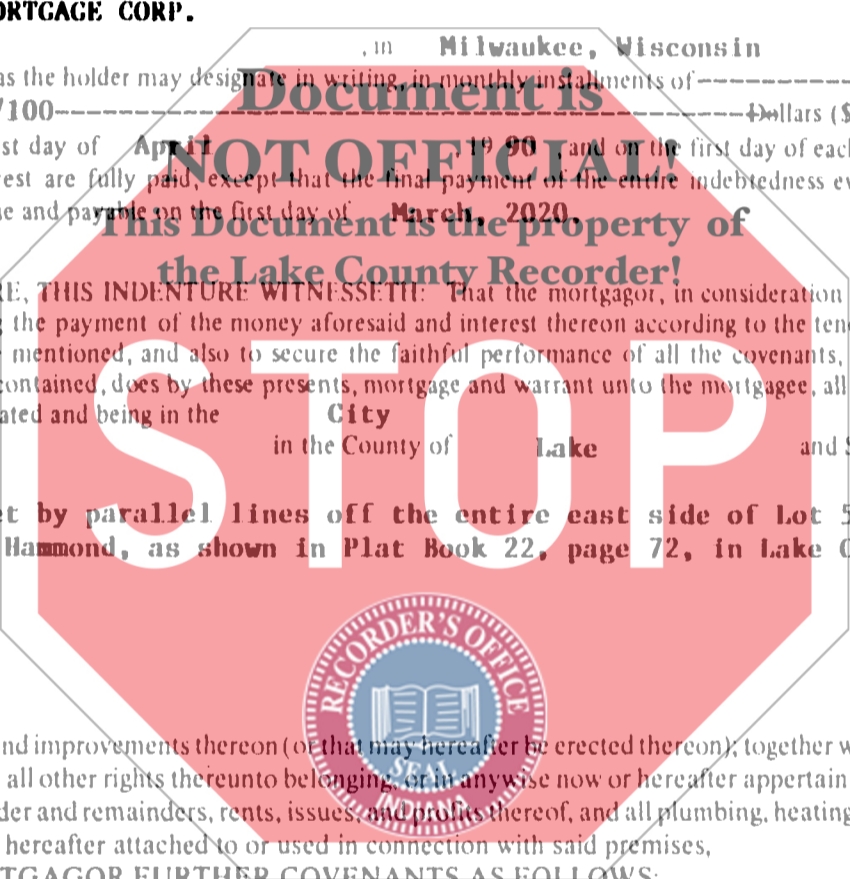 ORTGAGE CORP.
, in Milwaukee, Wisconsin
as the holder may designate in writing, in monthly instalments of
/100 Dollars ($
st day of April , 19 90 , and on the first day of eac
rest are fully paid, except that the final payment of the entire indebtedness ev
e and payable on the first day of March, 2020.
Document is
NOT OFFICIAL!
This Document is the property of
the Lake County Recorder!
RE, THIS INDENTURE WITNESSETH: That the mortgagor, in consideration
g the payment of the money aforesaid and interest thereon according to the ten
mentioned, and also to secure the faithful performance of all the covenants,
contained, does by these presents, mortgage and warrant unto the mortgagee, all
ated and being in the City
in the County of Lake and S
STOP
et by parallel lines off the entire east side of Lot 5
Hammond, as shown in Plat Book 22, page 72, in Lake C
RECORDER'S OFFICE
SEAL
INDIANA
nd improvements thereon (or that may hereafter be erected thereon); together w
all other rights thereunto belonging, or in anywise now or hereafter appertain
der and remainders, rents, issues, and profits thereof, and all plumbing, heating
hereafter attached to or used in connection with said premises,
RTGAGOR FURTHER COVENANTS AS FOLLOWS: